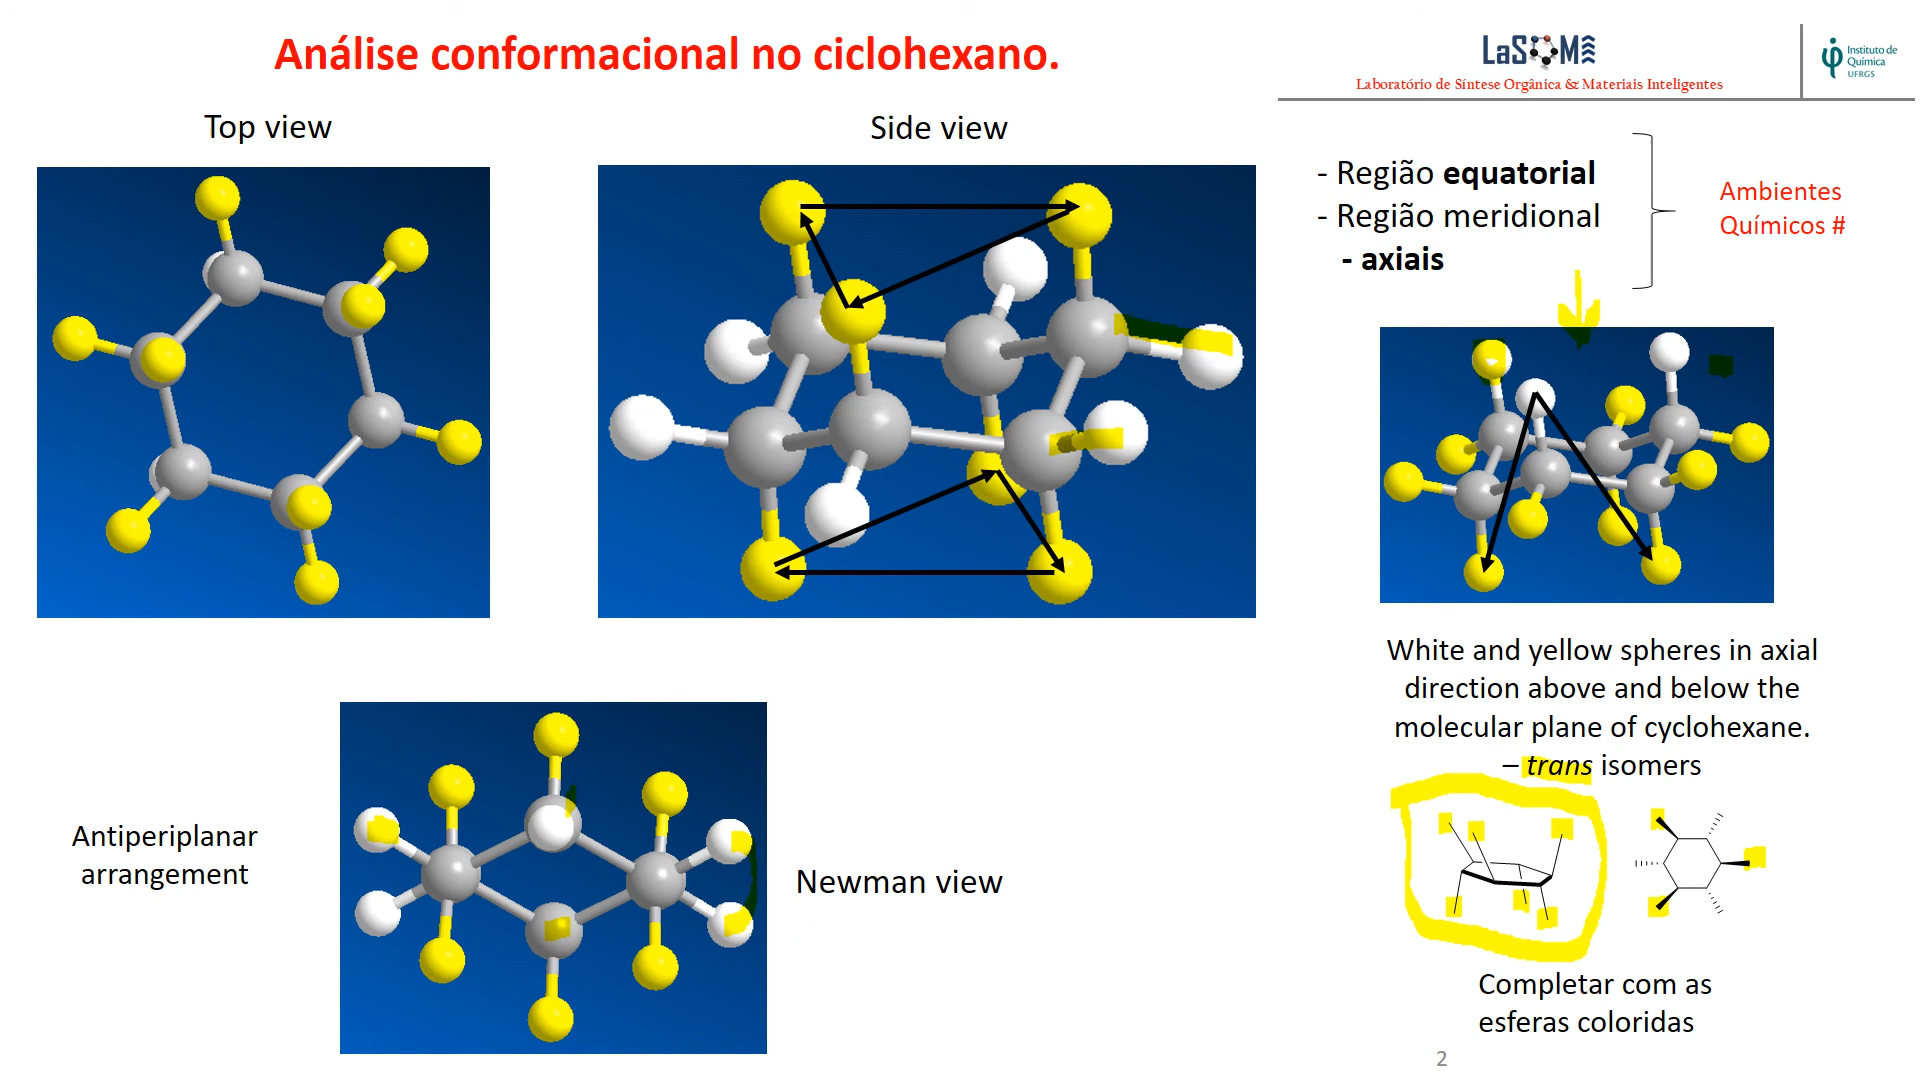 Análise conformacional no ciclohexano.
LaSOMI
Laboratório de Síntese Orgânica & Materiais Inteligentes
Instituto de
Química
UFRGS
Top view
Side view
- Região equatorial
- Região meridional
- axiais
Ambientes
Químicos #
White and yellow spheres in axial
direction above and below the
molecular plane of cyclohexane.
– trans isomers
Antiperiplanar
arrangement
Newman view
Completar com as
esferas coloridas
2